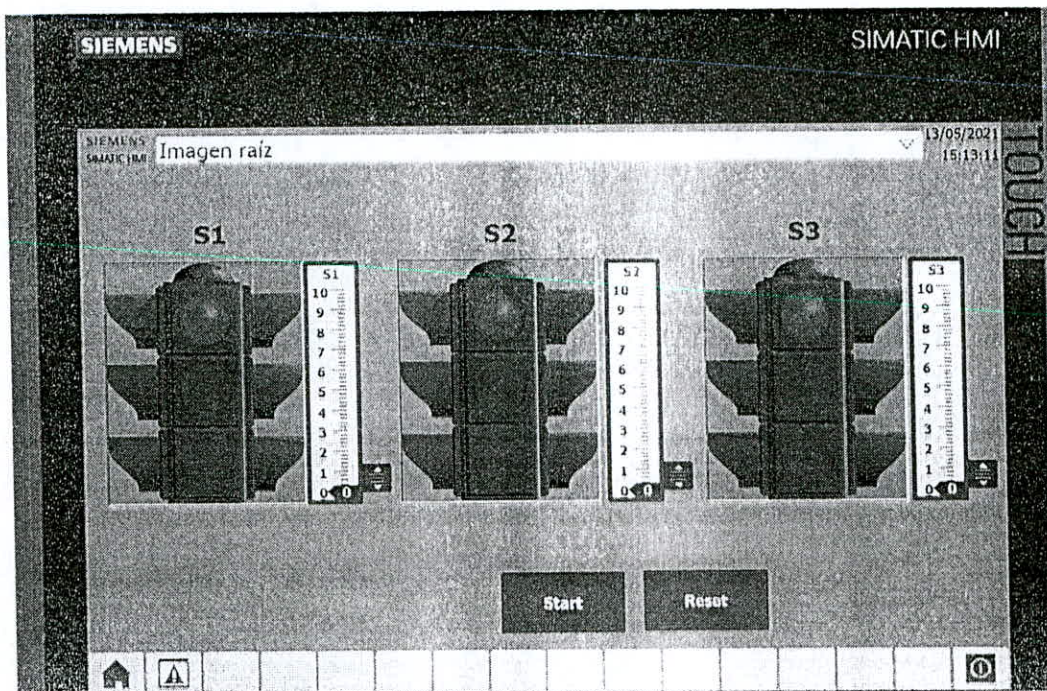 SIEMENS
SIMATIC HMI
TOUCH
SIEMENS
SIMATIC HMI
Imagen raíz
13/05/2021
15:13:11
S1
S2
S3
S1
10
9
8
7
6
5
4
3
2
1
0
0
S2
10
9
8
7
6
5
4
3
2
1
0
0
S3
10
9
8
7
6
5
4
3
2
1
0
0
Start
Reset